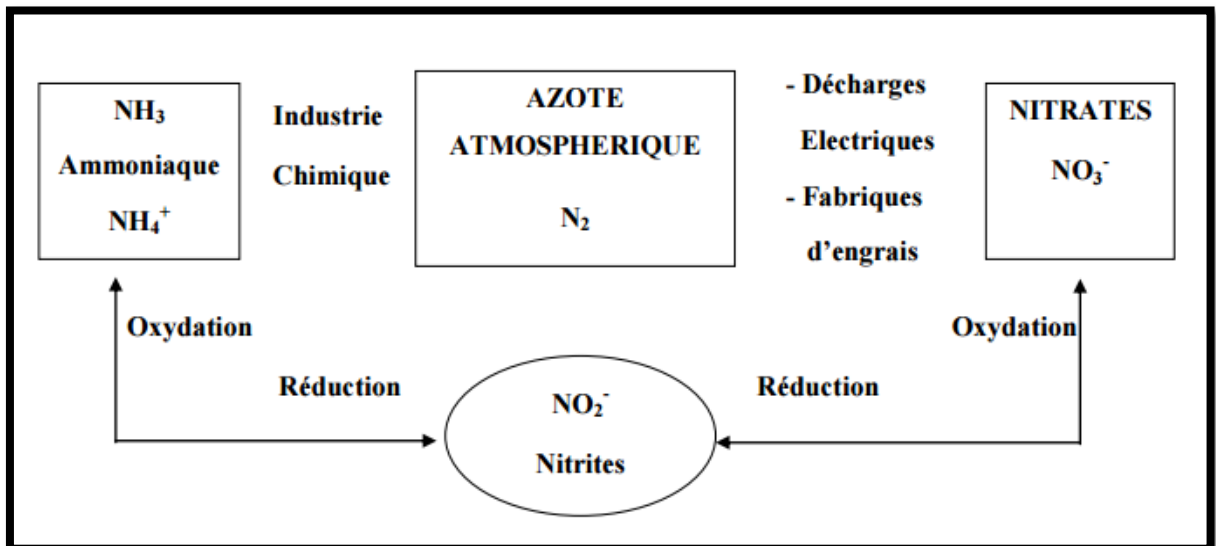 NH₃
Ammoniaque
NH₄⁺
Industrie
Chimique
AZOTE
ATMOSPHERIQUE
N₂
- Décharges
Electriques
- Fabriques
d’engrais
NITRATES
NO₃⁻
Oxydation
Réduction
NO₂⁻
Nitrites
Réduction
Oxydation